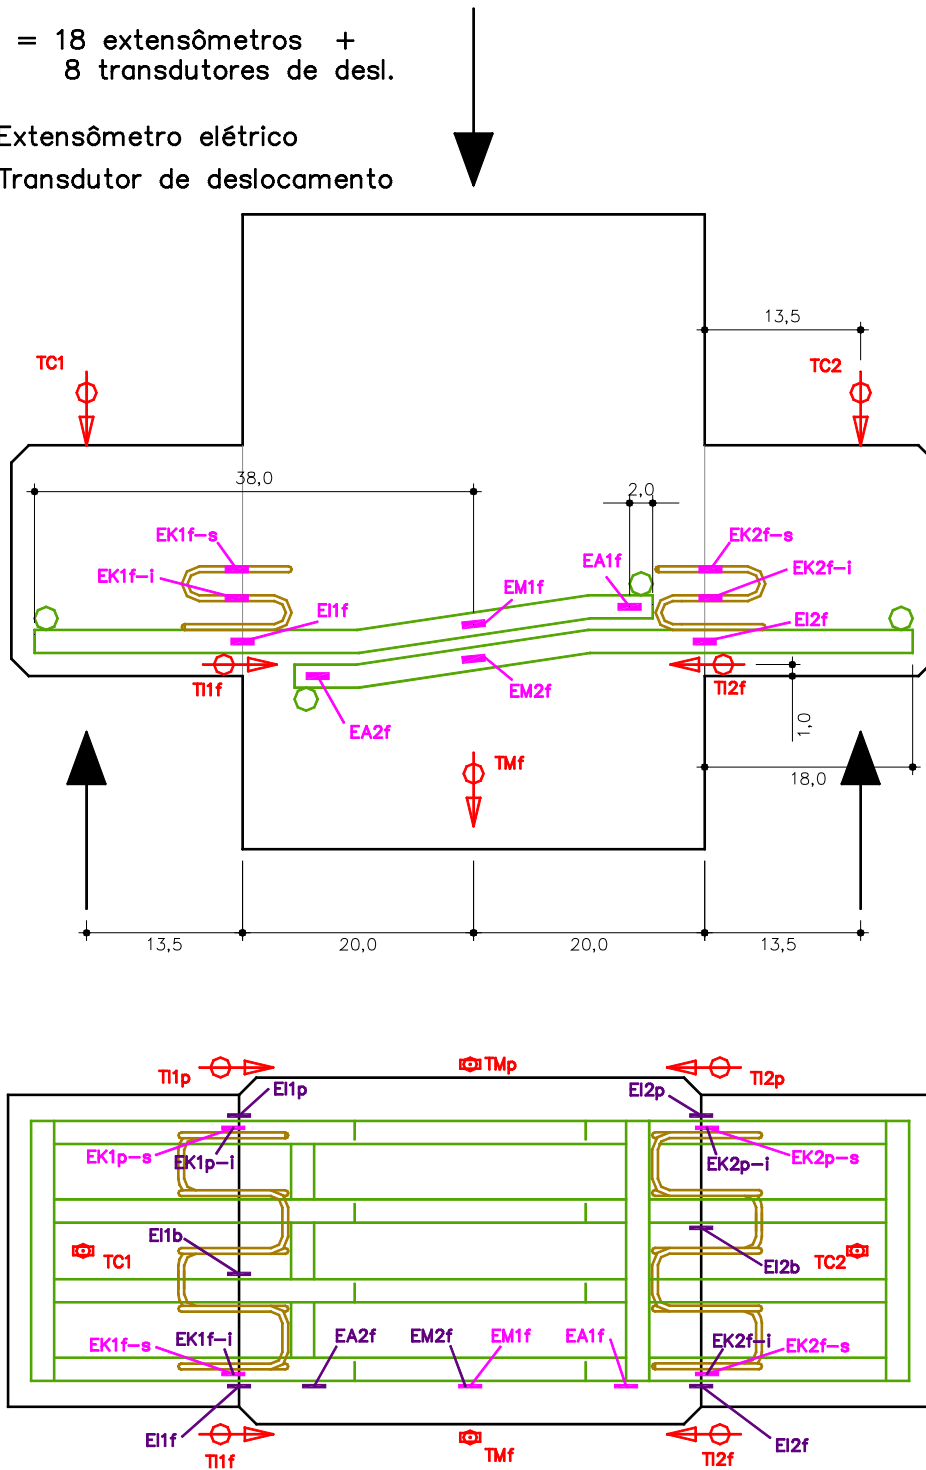 = 18 extensômetros +
8 transdutores de desl.
Extensômetro elétrico
Transdutor de deslocamento
13,5
TC1
TC2
38,0
2,0
EK1f-s
EK2f-s
EA1f
EK1f-i
EK2f-i
EM1f
EI1f
EI2f
TI1f
EM2f
TI2f
EA2f
1,0
TMf
18,0
13,5
20,0
20,0
13,5
TI1p
TMp
TI2p
EI1p
EI2p
EK1p-s
EK1p-i
EK2p-i
EK2p-s
EI1b
TC1
EI2b
TC2
EK1f-s
EK1f-i
EA2f
EM2f
EM1f
EA1f
EK2f-i
EK2f-s
EI1f
EI2f
TI1f
TMf
TI2f